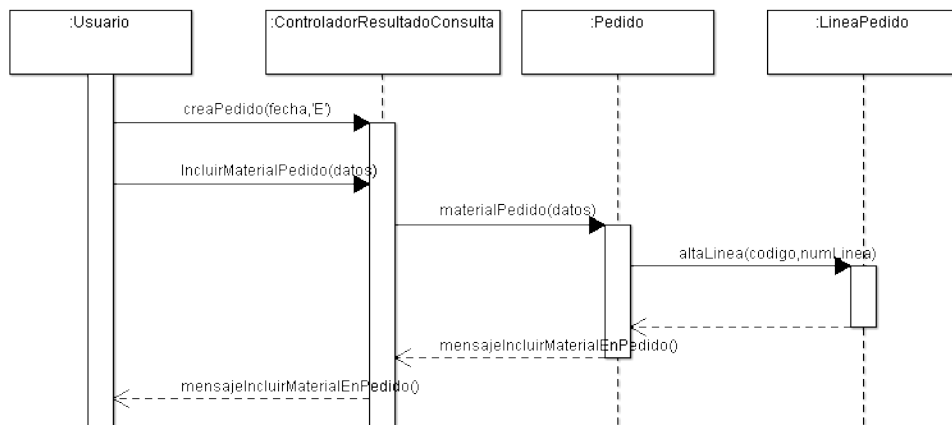 :Usuario
:ControladorResultadoConsulta
:Pedido
:LineaPedido
creaPedido(fecha,'E')
IncluirMaterialPedido(datos)
materialPedido(datos)
altaLinea(codigo,numLinea)
mensajeIncluirMaterialEnPedido()
mensajeIncluirMaterialEnPedido()